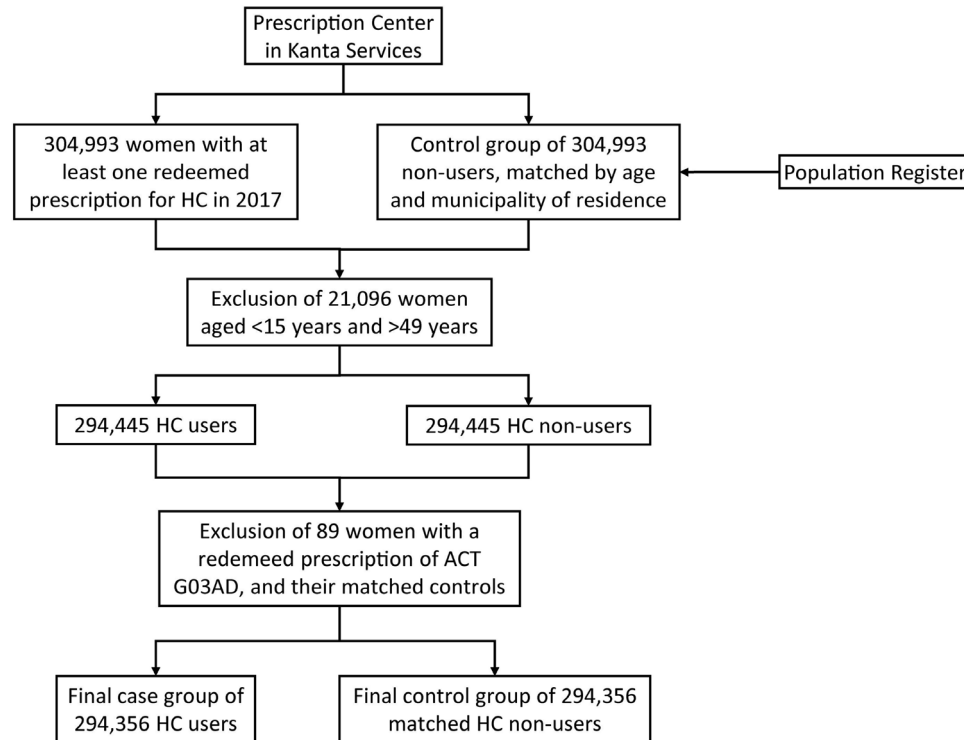 Prescription Center
in Kanta Services
304,993 women with at
least one redeemed
prescription for HC in 2017
Control group of 304,993
non-users, matched by age
and municipality of residence
Population Register
Exclusion of 21,096 women
aged <15 years and >49 years
294,445 HC users
294,445 HC non-users
Exclusion of 89 women with a
redemeed prescription of ACT
G03AD, and their matched controls
Final case group of
294,356 HC users
Final control group of 294,356
matched HC non-users